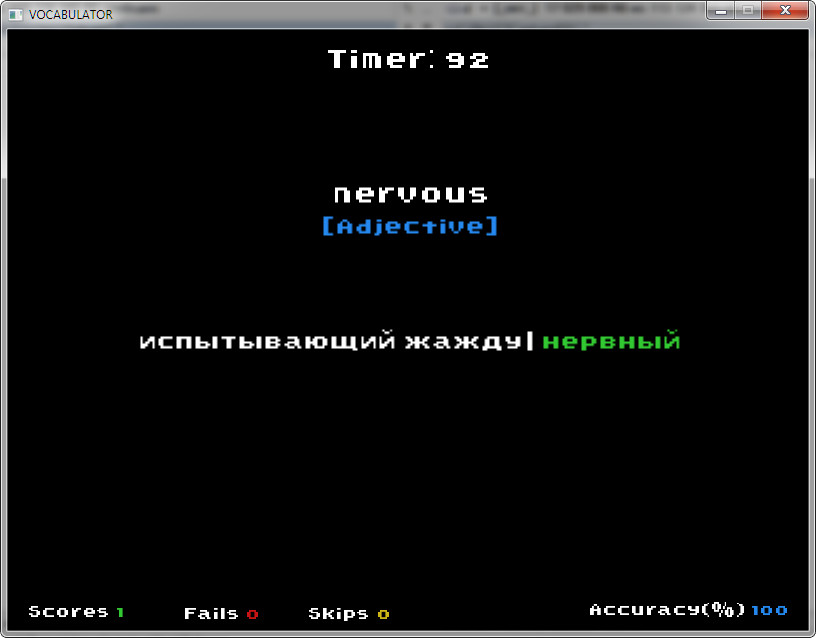 VOCABULATOR
Timer: 92
nervous
[Adjective]
испытывающий жажду| нервный
Scores 1 Fails 0 Skips 0 Accuracy(%) 100